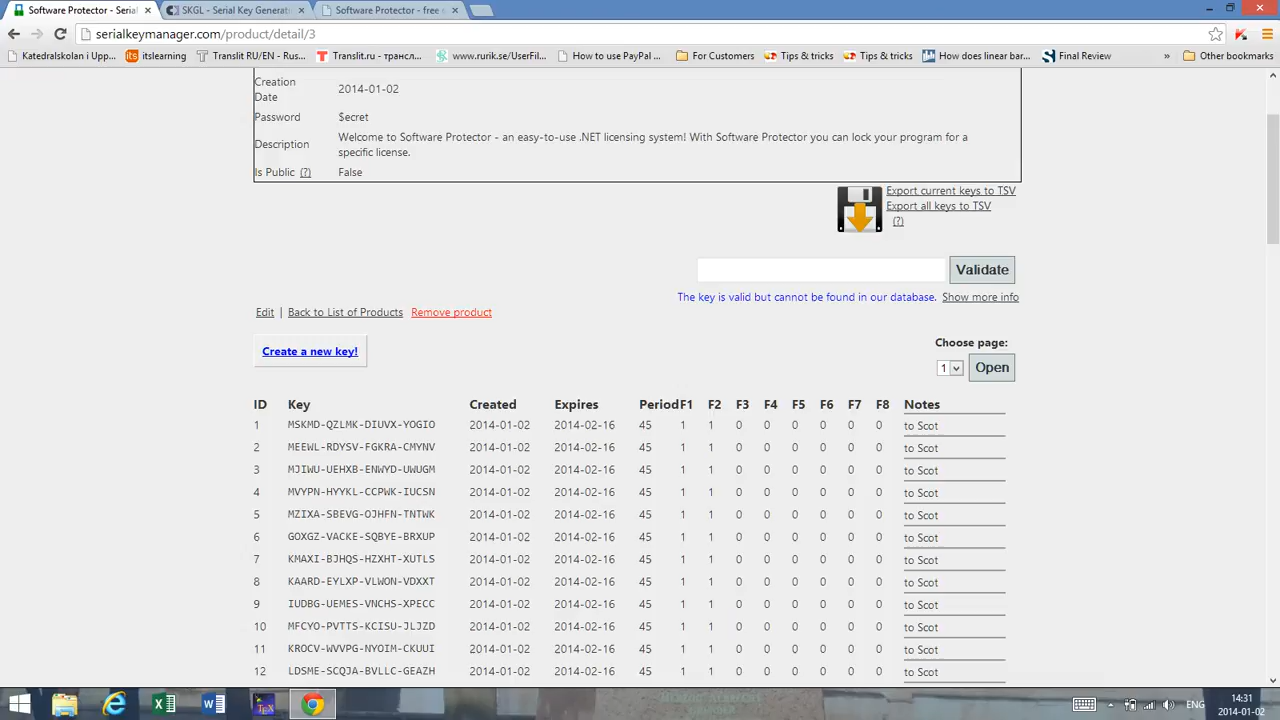 Software Protector - Serial
SKGL - Serial Key Generat
Software Protector - free
serialkeymanager.com/product/detail/3
Katedralskolan i Upp... itslearning Translit RU/EN - Rus... Translit.ru - трансл... www.rurik.se/UserFil... How to use PayPal ... For Customers Tips & tricks Tips & tricks How does linear bar... Final Review » Other bookmarks
Creation Date 2014-01-02
Password $ecret
Description Welcome to Software Protector - an easy-to-use .NET licensing system! With Software Protector you can lock your program for a
specific license.
Is Public (?) False
Export current keys to TSV
Export all keys to TSV
(?)
Validate
The key is valid but cannot be found in our database. Show more info
Edit | Back to List of Products Remove product
Create a new key!
Choose page:
1 Open
ID Key Created Expires Period F1 F2 F3 F4 F5 F6 F7 F8 Notes
1 MSKMD-QZLMK-DIUVX-YOGIO 2014-01-02 2014-02-16 45 1 1 0 0 0 0 0 0 to Scot
2 MEEWL-RDYSV-FGKRA-CMYNV 2014-01-02 2014-02-16 45 1 1 0 0 0 0 0 0 to Scot
3 MJIWU-UEHXB-ENWYD-UWUGM 2014-01-02 2014-02-16 45 1 1 0 0 0 0 0 0 to Scot
4 MVYPN-HYYKL-CCPWK-IUCSN 2014-01-02 2014-02-16 45 1 1 0 0 0 0 0 0 to Scot
5 MZIXA-SBEVG-OJHFN-TNTWK 2014-01-02 2014-02-16 45 1 1 0 0 0 0 0 0 to Scot
6 GOXGZ-VACKE-SQBYE-BRXUP 2014-01-02 2014-02-16 45 1 1 0 0 0 0 0 0 to Scot
7 KMAXI-BJHQS-HZXHT-XUTLS 2014-01-02 2014-02-16 45 1 1 0 0 0 0 0 0 to Scot
8 KAARD-EYLXP-VLWON-VDXXT 2014-01-02 2014-02-16 45 1 1 0 0 0 0 0 0 to Scot
9 IUDBG-UEMES-VNCHS-XPECC 2014-01-02 2014-02-16 45 1 1 0 0 0 0 0 0 to Scot
10 MFCYO-PVTTS-KCISU-JLJZD 2014-01-02 2014-02-16 45 1 1 0 0 0 0 0 0 to Scot
11 KROCV-WVVPG-NYOIM-CKUUI 2014-01-02 2014-02-16 45 1 1 0 0 0 0 0 0 to Scot
12 LDSME-SCQJA-BVLLC-GEAZH 2014-01-02 2014-02-16 45 1 1 0 0 0 0 0 0 to Scot
ENG
14:31
2014-01-02